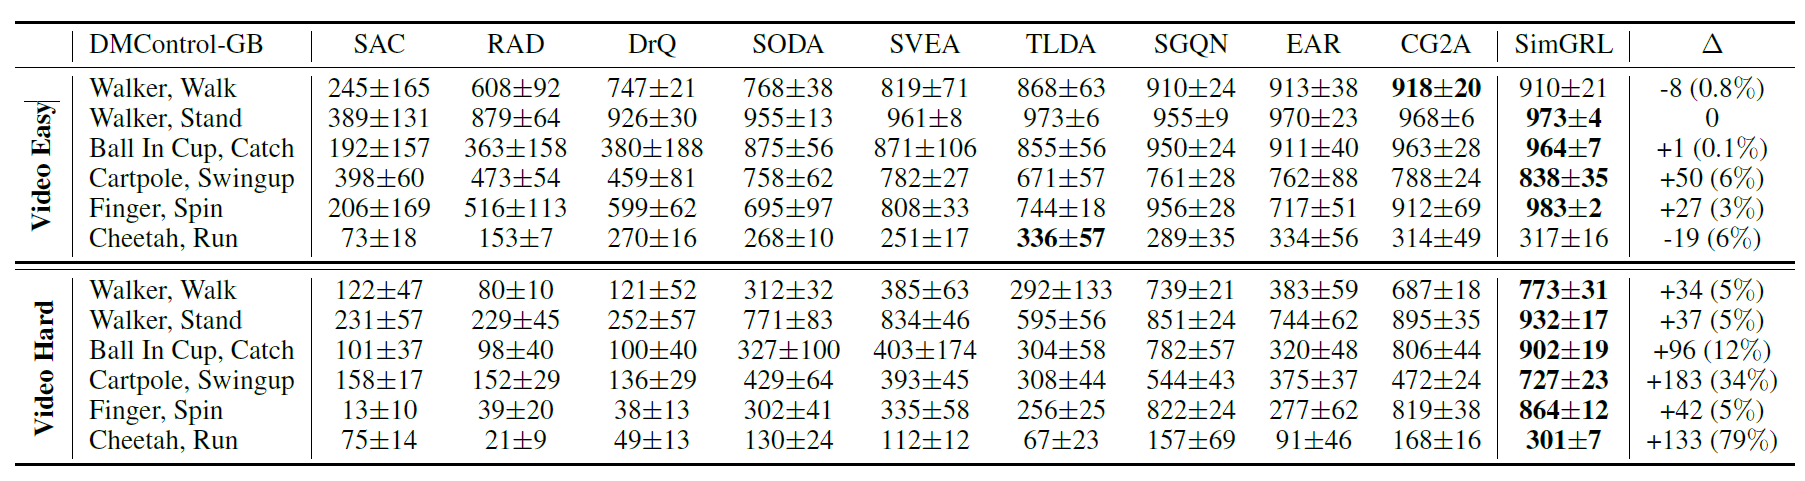 DMControl-GB SAC RAD DrQ SODA SVEA TLDA SGQN EAR CG2A SimGRL Δ
Video Easy
Walker, Walk 245±165 608±92 747±21 768±38 819±71 868±63 910±24 913±38 918±20 910±21 -8 (0.8%)
Walker, Stand 389±131 879±64 926±30 955±13 961±8 973±6 955±9 970±23 968±6 973±4 0
Ball In Cup, Catch 192±157 363±158 380±188 875±56 871±106 855±56 950±24 911±40 963±28 964±7 +1 (0.1%)
Cartpole, Swingup 398±60 473±54 459±81 758±62 782±27 671±57 761±28 762±88 788±24 838±35 +50 (6%)
Finger, Spin 206±169 516±113 599±62 695±97 808±33 744±18 956±28 717±51 912±69 983±2 +27 (3%)
Cheetah, Run 73±18 153±7 270±16 268±10 251±17 336±57 289±35 334±56 314±49 317±16 -19 (6%)
Video Hard
Walker, Walk 122±47 80±10 121±52 312±32 385±63 292±133 739±21 383±59 687±18 773±31 +34 (5%)
Walker, Stand 231±57 229±45 252±57 771±83 834±46 595±56 851±24 744±62 895±35 932±17 +37 (5%)
Ball In Cup, Catch 101±37 98±40 100±40 327±100 403±174 304±58 782±57 320±48 806±44 902±19 +96 (12%)
Cartpole, Swingup 158±17 152±29 136±29 429±64 393±45 308±44 544±43 375±37 472±24 727±23 +183 (34%)
Finger, Spin 13±10 39±20 38±13 302±41 335±58 256±25 822±24 277±62 819±38 864±12 +42 (5%)
Cheetah, Run 75±14 21±9 49±13 130±24 112±12 67±23 157±69 91±46 168±16 301±7 +133 (79%)